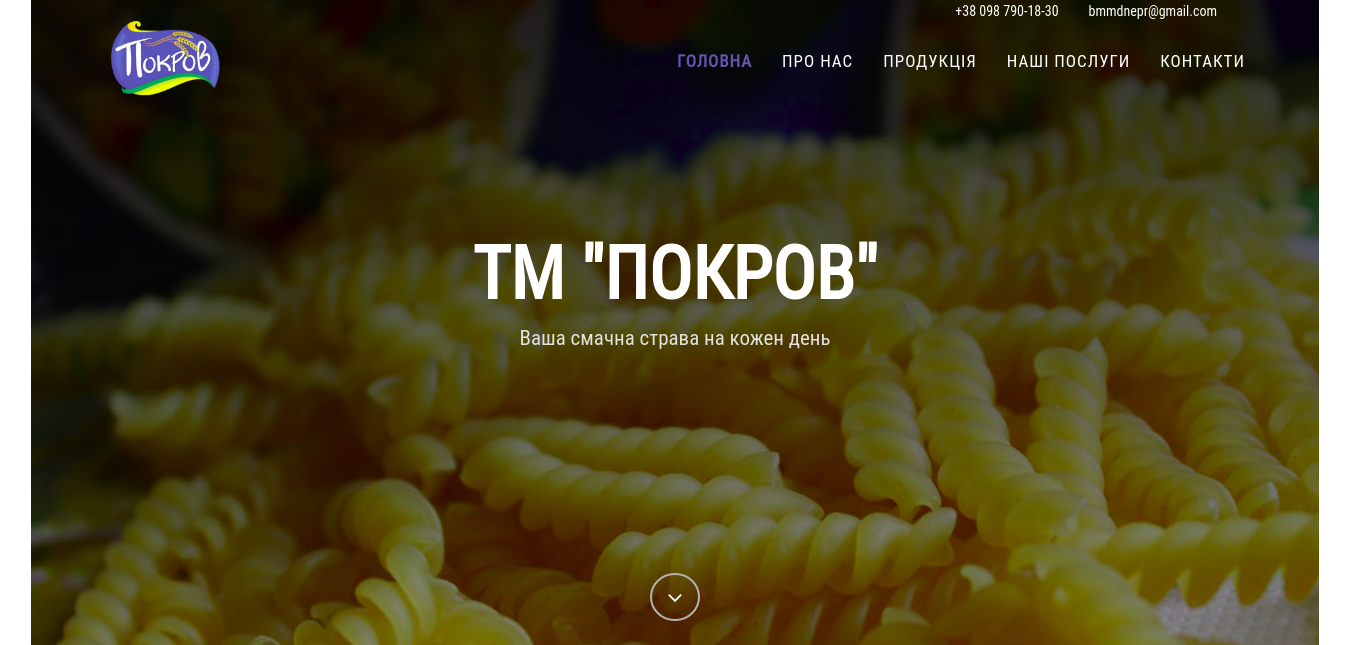 +38 098 790-18-30 bmmdnepr@gmail.com
Покров
ГОЛОВНА ПРО НАС ПРОДУКЦІЯ НАШІ ПОСЛУГИ КОНТАКТИ
ТМ "ПОКРОВ"
Ваша смачна страва на кожен день